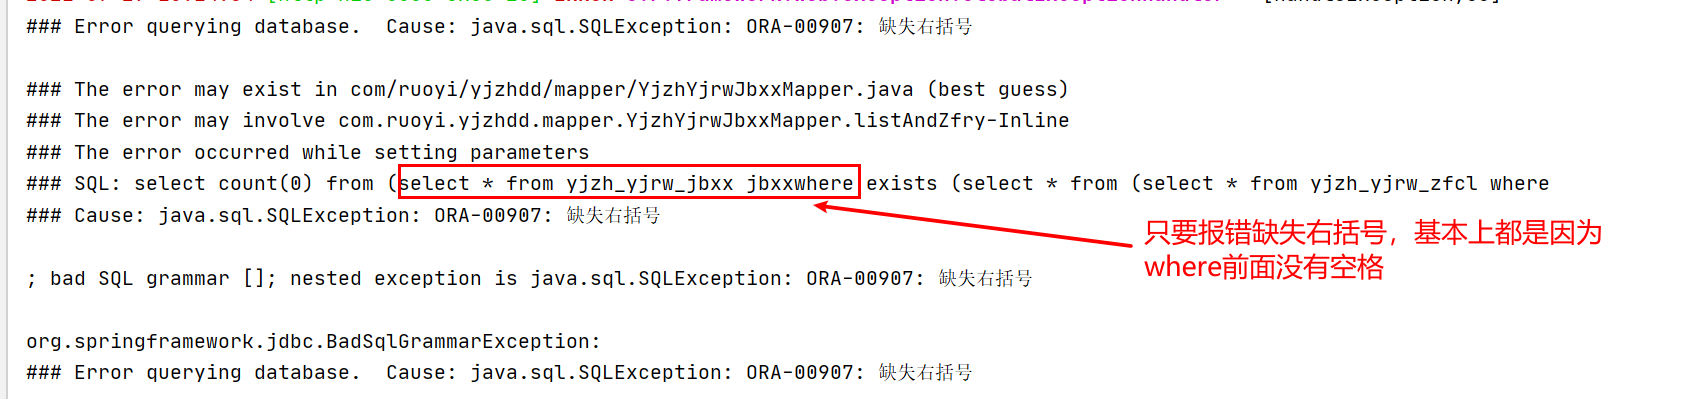 ### Error querying database.  Cause: java.sql.SQLException: ORA-00907: 缺失右括号
### The error may exist in com/ruoyi/yjzhdd/mapper/YjzhYjrwJbxxMapper.java (best guess)
### The error may involve com.ruoyi.yjzhdd.mapper.YjzhYjrwJbxxMapper.listAndZfry-Inline
### The error occurred while setting parameters
### SQL: select count(0) from (select * from yjzh_yjrw_jbxx jbxxwhere exists (select * from (select * from yjzh_yjrw_zfcl where
### Cause: java.sql.SQLException: ORA-00907: 缺失右括号
只要报错缺失右括号，基本上都是因为
where前面没有空格
; bad SQL grammar []; nested exception is java.sql.SQLException: ORA-00907: 缺失右括号
org.springframework.jdbc.BadSqlGrammarException:
### Error querying database.  Cause: java.sql.SQLException: ORA-00907: 缺失右括号